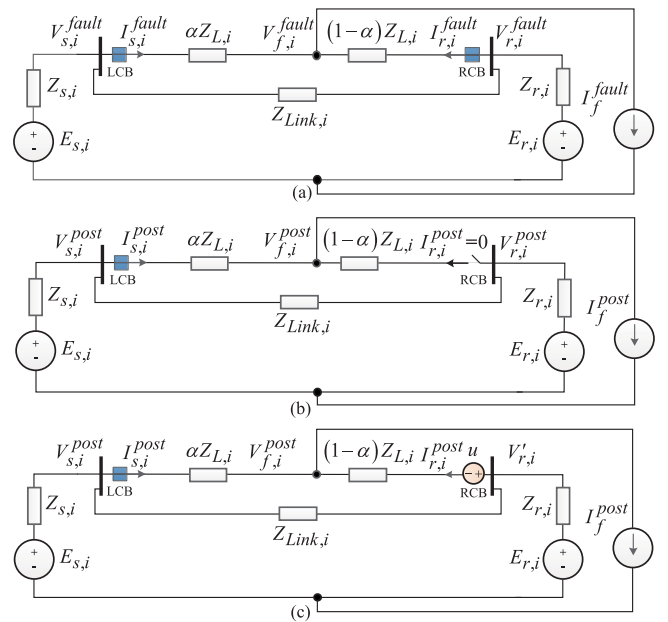 V_{s,i}^{fault} I_{s,i}^{fault} αZ_{L,i} V_{f,i}^{fault} (1−α)Z_{L,i} I_{r,i}^{fault} V_{r,i}^{fault}
LCB RCB
Z_{s,i} Z_{Link,i} Z_{r,i} I_f^{fault}
+ - E_{s,i} E_{r,i} + -
(a)
V_{s,i}^{post} I_{s,i}^{post} αZ_{L,i} V_{f,i}^{post} (1−α)Z_{L,i} I_{r,i}^{post}=0 V_{r,i}^{post}
LCB RCB
Z_{s,i} Z_{Link,i} Z_{r,i} I_f^{post}
+ - E_{s,i} E_{r,i} + -
(b)
V_{s,i}^{post} I_{s,i}^{post} αZ_{L,i} V_{f,i}^{post} (1−α)Z_{L,i} I_{r,i}^{post} u V'_{r,i}
- +
LCB RCB
Z_{s,i} Z_{Link,i} Z_{r,i} I_f^{post}
+ - E_{s,i} E_{r,i} + -
(c)